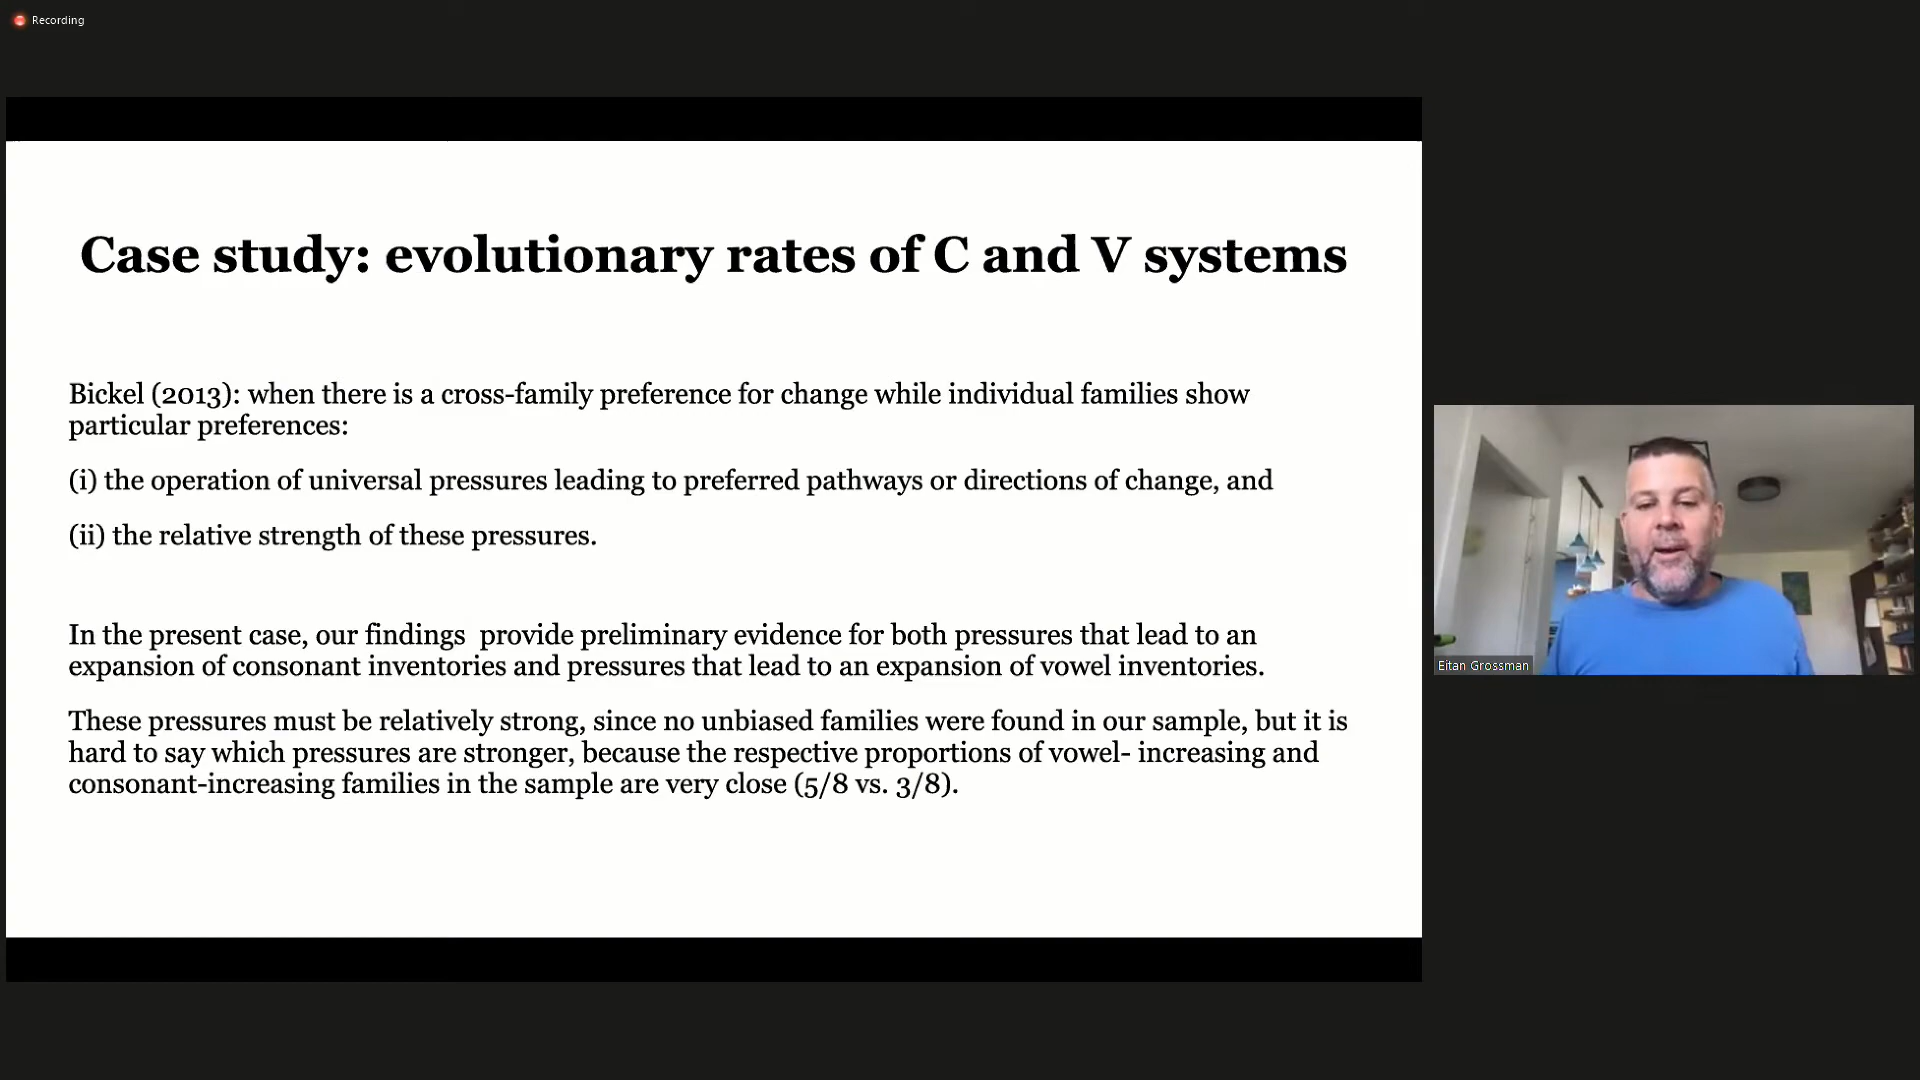 Recording
Case study: evolutionary rates of C and V systems
Bickel (2013): when there is a cross-family preference for change while individual families show
particular preferences:
(i) the operation of universal pressures leading to preferred pathways or directions of change, and
(ii) the relative strength of these pressures.
In the present case, our findings  provide preliminary evidence for both pressures that lead to an
expansion of consonant inventories and pressures that lead to an expansion of vowel inventories.
These pressures must be relatively strong, since no unbiased families were found in our sample, but it is
hard to say which pressures are stronger, because the respective proportions of vowel- increasing and
consonant-increasing families in the sample are very close (5/8 vs. 3/8).
Eitan Grossman